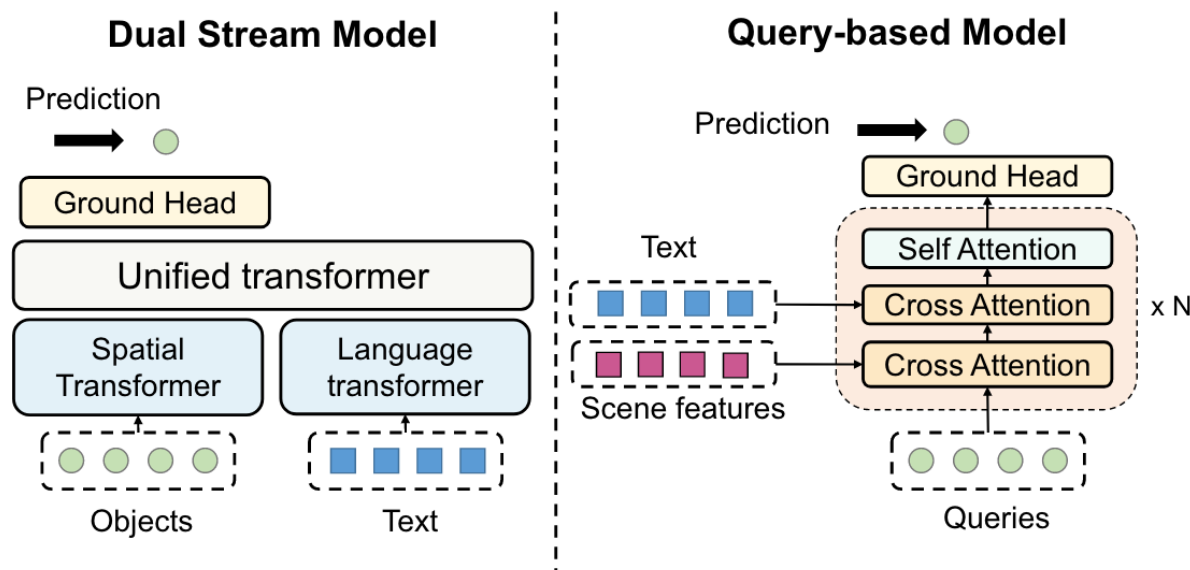 Dual Stream Model
Prediction
Ground Head
Unified transformer
Spatial
Transformer
Language
transformer
Objects
Text
Query-based Model
Prediction
Ground Head
Self Attention
Text
Cross Attention
x N
Cross Attention
Scene features
Queries